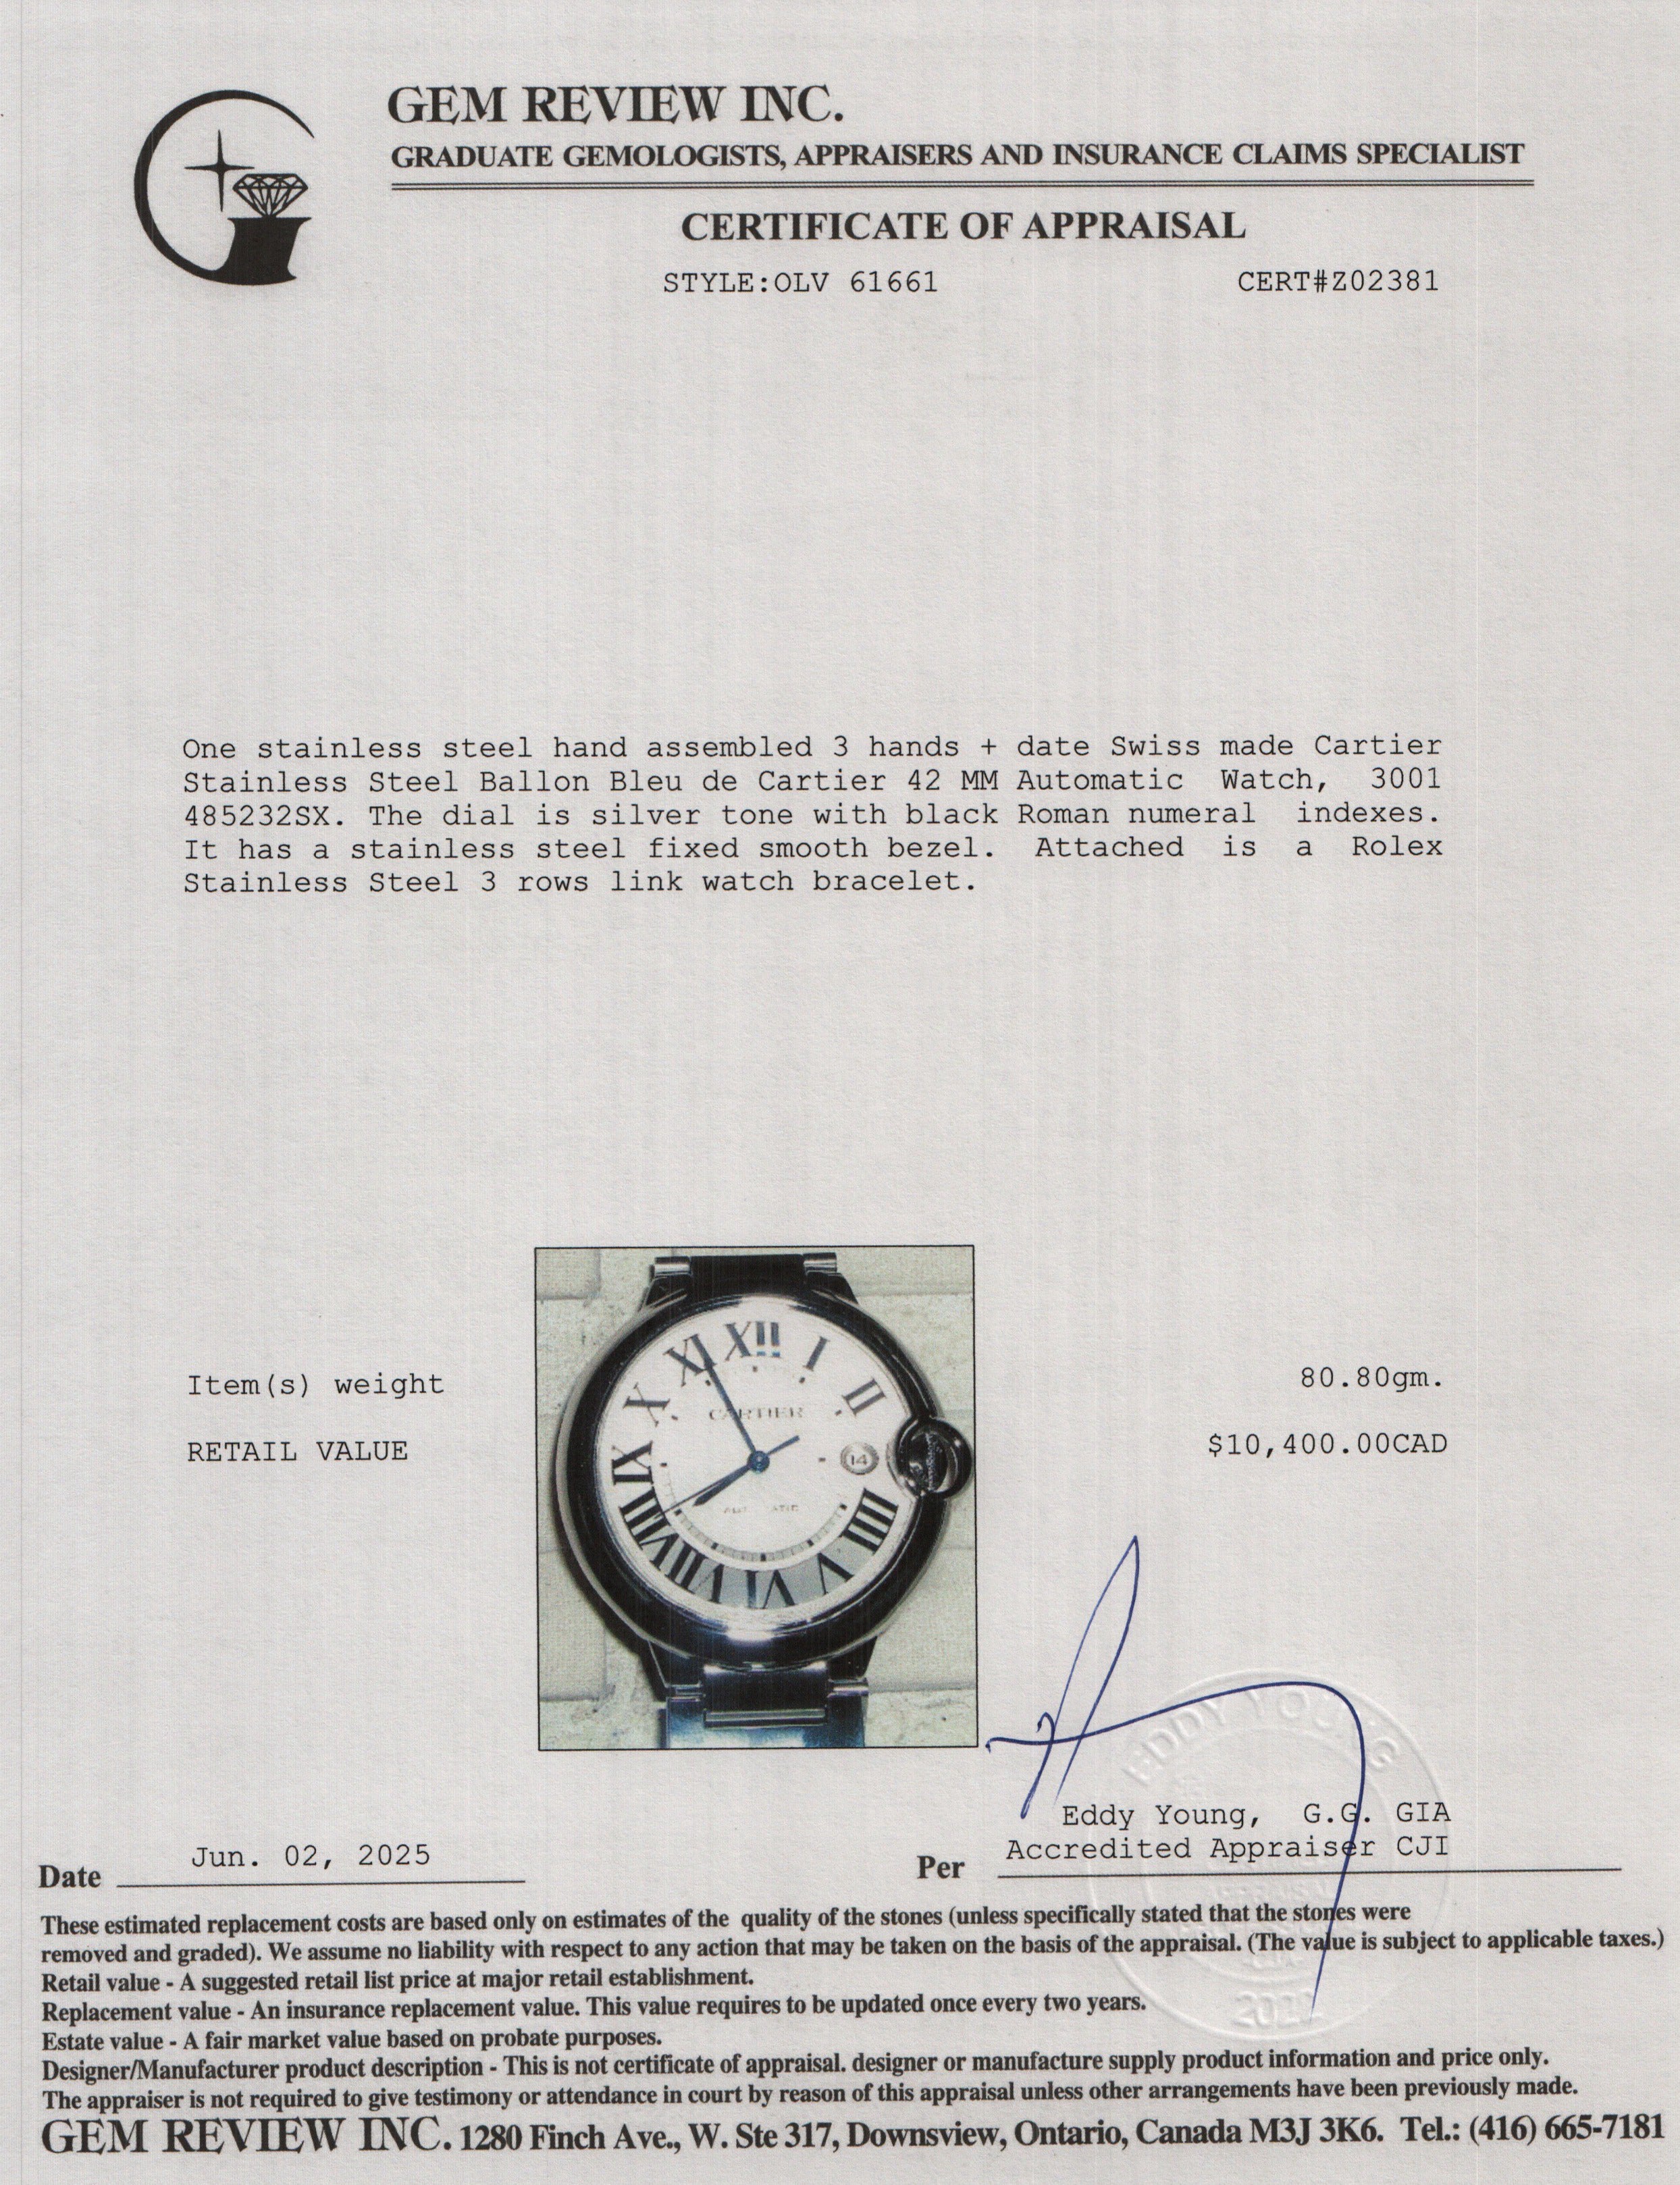 GEM REVIEW INC.
GRADUATE GEMOLOGISTS, APPRAISERS AND INSURANCE CLAIMS SPECIALIST
CERTIFICATE OF APPRAISAL
STYLE:OLV 61661 CERT#Z02381
One stainless steel hand assembled 3 hands + date Swiss made Cartier
Stainless Steel Ballon Bleu de Cartier 42 MM Automatic Watch, 3001
485232SX. The dial is silver tone with black Roman numeral indexes.
It has a stainless steel fixed smooth bezel. Attached is a Rolex
Stainless Steel 3 rows link watch bracelet.
XII
I
II
IIII
V
VI
VII
VIII
IX
X
XI
CARTIER
14
Item(s) weight 80.80gm.
RETAIL VALUE $10,400.00CAD
EDDY YOUNG
Eddy Young, G.G. GIA
Accredited Appraiser CJI
Date Jun. 02, 2025 Per
These estimated replacement costs are based only on estimates of the quality of the stones (unless specifically stated that the stones were
removed and graded). We assume no liability with respect to any action that may be taken on the basis of the appraisal. (The value is subject to applicable taxes.)
Retail value - A suggested retail list price at major retail establishment.
Replacement value - An insurance replacement value. This value requires to be updated once every two years.
Estate value - A fair market value based on probate purposes.
Designer/Manufacturer product description - This is not certificate of appraisal. designer or manufacture supply product information and price only.
The appraiser is not required to give testimony or attendance in court by reason of this appraisal unless other arrangements have been previously made.
GEM REVIEW INC. 1280 Finch Ave., W. Ste 317, Downsview, Ontario, Canada M3J 3K6. Tel.: (416) 665-7181